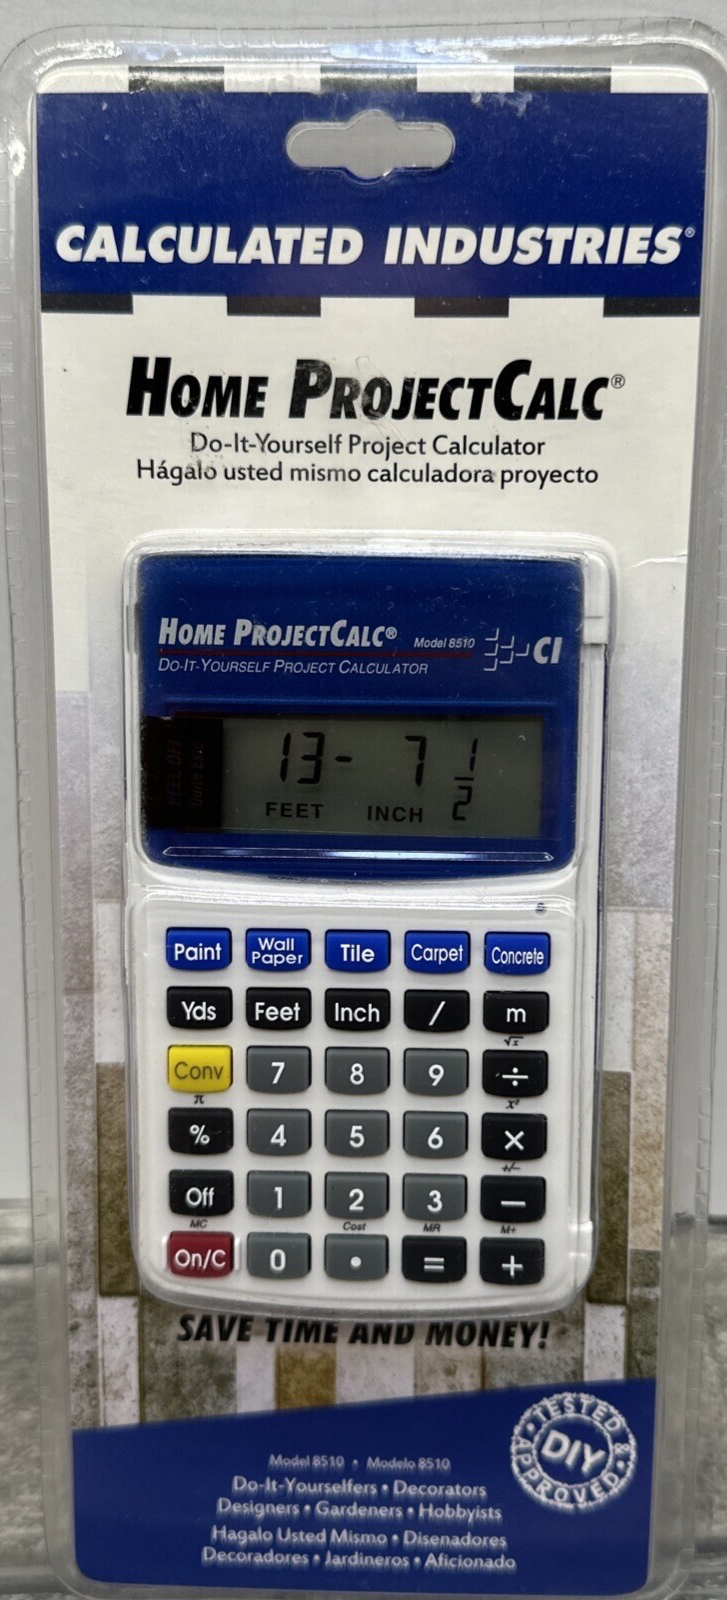 CALCULATED INDUSTRIES®
HOME PROJECTCALC®
Do-It-Yourself Project Calculator
Hágalo usted mismo calculadora proyecto
HOME PROJECTCALC® Model 8510 CI
DO-IT-YOURSELF PROJECT CALCULATOR
PEEL OFF
13- 7 1/2
FEET INCH
Paint Wall Paper Tile Carpet Concrete
Yds Feet Inch / m
√x
Conv 7 8 9 ÷
π x²
% 4 5 6 ×
+/-
Off 1 2 3 −
MC Cost MR M+
On/C 0 • = +
SAVE TIME AND MONEY!
TESTED & APPROVED
DIY
Model 8510 • Modelo 8510
Do-It-Yourselfers • Decorators
Designers • Gardeners • Hobbyists
Hagalo Usted Mismo • Disenadores
Decoradores • Jardineros • Aficionado